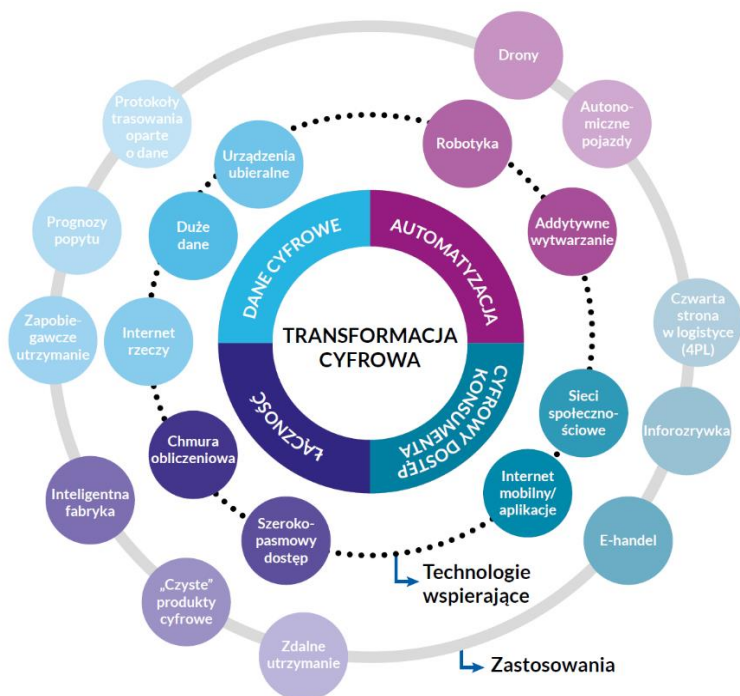 Drony
Autono-
miczne
pojazdy
Protokoły
trasowania
oparte
o dane
Urządzenia
ubieralne
Robotyka
Duże
dane
Addytywne
wytwarzanie
Prognozy
popytu
DANE CYFROWE
AUTOMATYZACJA
Zapobie-
gawcze
utrzymanie
Internet
rzeczy
TRANSFORMACJA
CYFROWA
Czwarta
strona
w logistyce
(4PL)
ŁĄCZNOŚĆ
CYFROWY DOSTĘP
KONSUMENTA
Sieci
społeczno-
ściowe
Inforozrywka
Chmura
obliczeniowa
Internet
mobilny/
aplikacje
Inteligentna
fabryka
Szeroko-
pasmowy
dostęp
E-handel
„Czyste”
produkty
cyfrowe
Technologie
wspierające
Zdalne
utrzymanie
Zastosowania